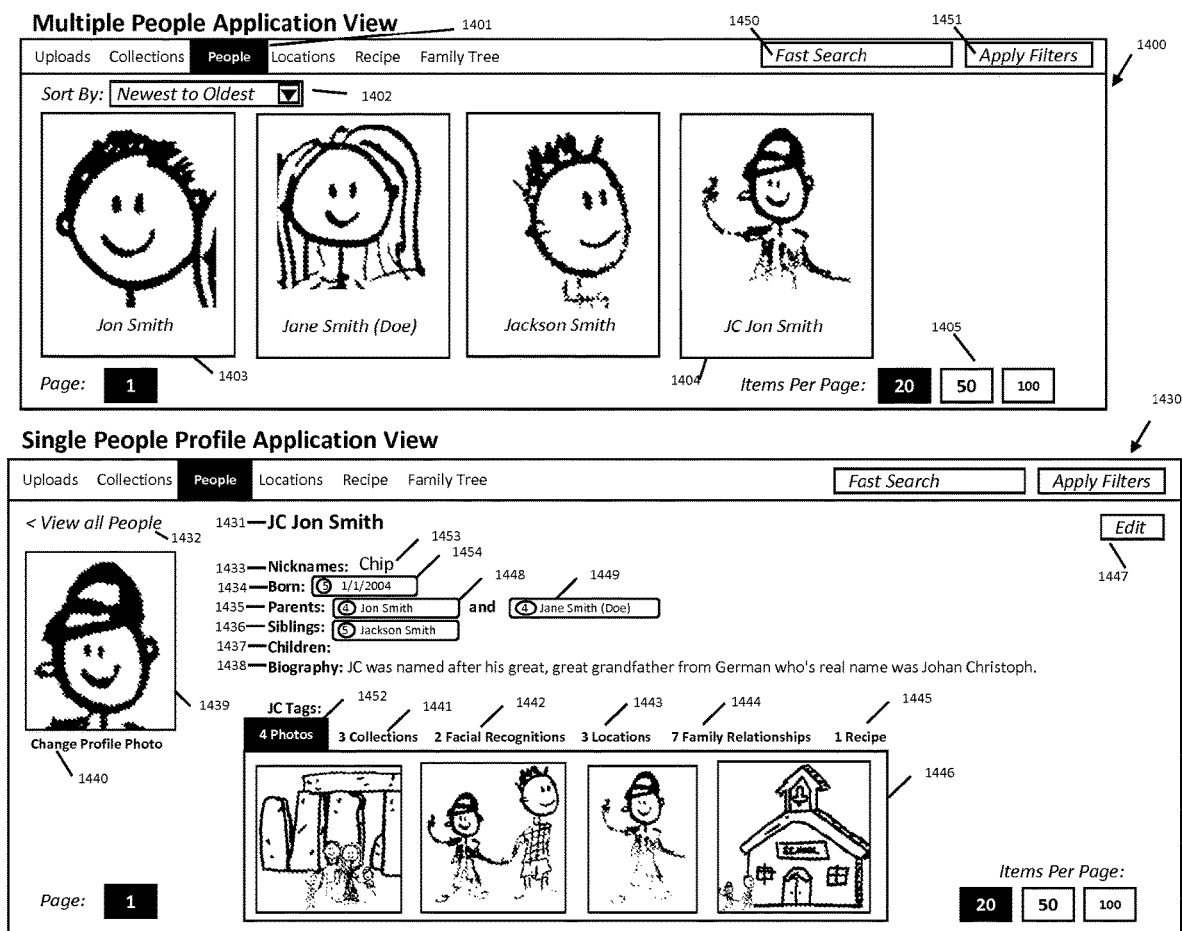 Multiple People Application View
1401
1450
1451
1400
Uploads Collections People Locations Recipe Family Tree Fast Search Apply Filters
Sort By: Newest to Oldest 1402
Jon Smith Jane Smith (Doe) Jackson Smith JC Jon Smith
1403 1404 1405
Page: 1 Items Per Page: 20 50 100
1430
Single People Profile Application View
Uploads Collections People Locations Recipe Family Tree Fast Search Apply Filters
< View all People 1431 JC Jon Smith Edit
1432 1447
1433 Nicknames: Chip 1453
1434 Born: 5 1/1/2004 1454
1435 Parents: 4 Jon Smith and 4 Jane Smith (Doe) 1448 1449
1436 Siblings: 5 Jackson Smith
1437 Children:
1438 Biography: JC was named after his great, great grandfather from German who's real name was Johan Christoph.
1439
JC Tags: 1452 1441 1442 1443 1444 1445
4 Photos 3 Collections 2 Facial Recognitions 3 Locations 7 Family Relationships 1 Recipe
Change Profile Photo
1440
1446
SCHOOL
Page: 1 Items Per Page:
20 50 100